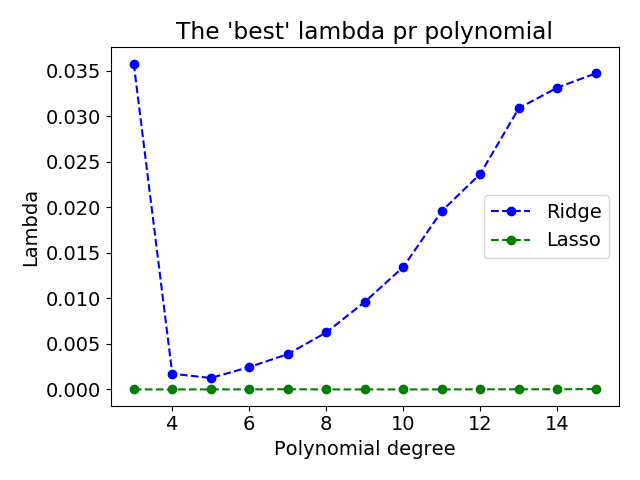 The 'best' lambda pr polynomial
Lambda
0.035
0.030
0.025
0.020
0.015
0.010
0.005
0.000
Ridge
Lasso
4 6 8 10 12 14
Polynomial degree